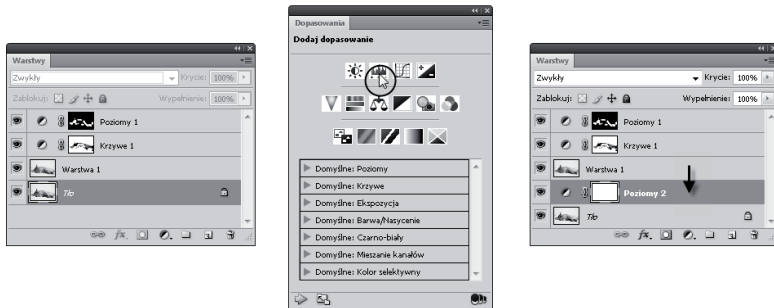 Warstwy
Zwykły Krycie: 100%
Zablokuj: Wypełnienie: 100%
Poziomy 1
Krzywe 1
Warstwa 1
Tło
Dopasowania
Dodaj dopasowanie
Domyślne: Poziomy
Domyślne: Krzywe
Domyślne: Ekspozycja
Domyślne: Barwa/Nasycenie
Domyślne: Czarno-biały
Domyślne: Mieszanie kanałów
Domyślne: Kolor selektywny
Warstwy
Zwykły Krycie: 100%
Zablokuj: Wypełnienie: 100%
Poziomy 1
Krzywe 1
Warstwa 1
Poziomy 2
Tło